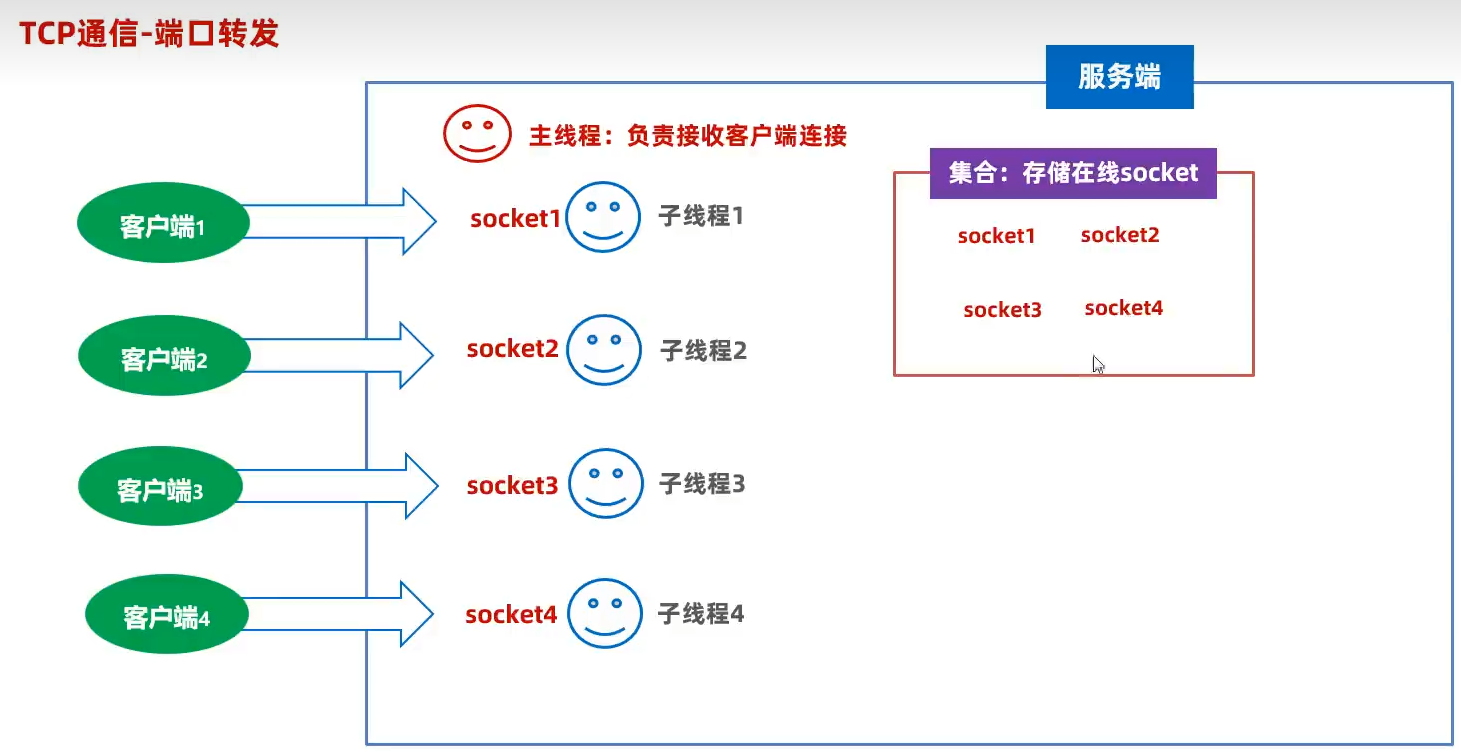 TCP通信-端口转发
服务端
主线程：负责接收客户端连接
集合：存储在线socket
客户端1
socket1
子线程1
socket1
socket2
socket3
socket4
客户端2
socket2
子线程2
客户端3
socket3
子线程3
客户端4
socket4
子线程4